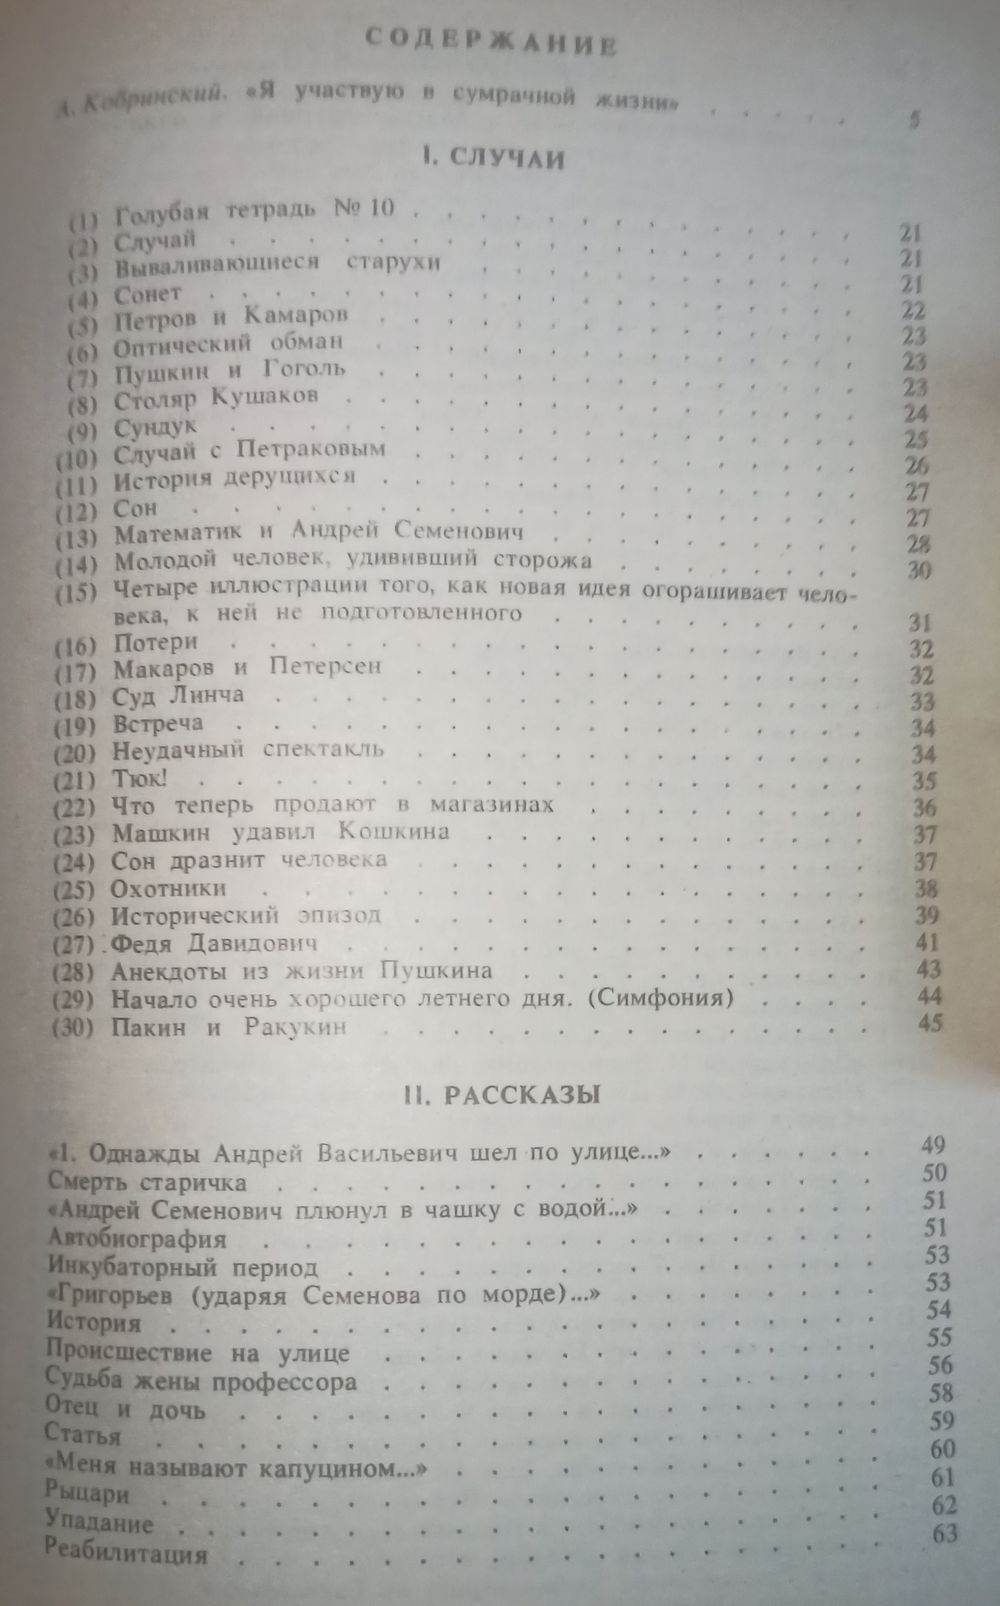 СОДЕРЖАНИЕ
А. Кобринский. «Я участвую в сумрачной жизни» . . . . . 5
I. СЛУЧАИ
(1) Голубая тетрадь № 10 . . . . . 21
(2) Случай . . . . . 21
(3) Вываливающиеся старухи . . . . . 21
(4) Сонет . . . . . 22
(5) Петров и Камаров . . . . . 23
(6) Оптический обман . . . . . 23
(7) Пушкин и Гоголь . . . . . 23
(8) Столяр Кушаков . . . . . 24
(9) Сундук . . . . . 25
(10) Случай с Петраковым . . . . . 26
(11) История дерущихся . . . . . 27
(12) Сон . . . . . 27
(13) Математик и Андрей Семенович . . . . . 28
(14) Молодой человек, удививший сторожа . . . . . 30
(15) Четыре иллюстрации того, как новая идея огорашивает чело-
века, к ней не подготовленного . . . . . 31
(16) Потери . . . . . 32
(17) Макаров и Петерсен . . . . . 32
(18) Суд Линча . . . . . 33
(19) Встреча . . . . . 34
(20) Неудачный спектакль . . . . . 34
(21) Тюк! . . . . . 35
(22) Что теперь продают в магазинах . . . . . 36
(23) Машкин удавил Кошкина . . . . . 37
(24) Сон дразнит человека . . . . . 37
(25) Охотники . . . . . 38
(26) Исторический эпизод . . . . . 39
(27) Федя Давидович . . . . . 41
(28) Анекдоты из жизни Пушкина . . . . . 43
(29) Начало очень хорошего летнего дня. (Симфония) . . . . 44
(30) Пакин и Ракукин . . . . . 45
II. РАССКАЗЫ
«1. Однажды Андрей Васильевич шел по улице...» . . . . . 49
Смерть старичка . . . . . 50
«Андрей Семенович плюнул в чашку с водой...» . . . . . 51
Автобиография . . . . . 51
Инкубаторный период . . . . . 53
«Григорьев (ударяя Семенова по морде)...» . . . . . 53
История . . . . . 54
Происшествие на улице . . . . . 55
Судьба жены профессора . . . . . 56
Отец и дочь . . . . . 58
Статья . . . . . 59
«Меня называют капуцином...» . . . . . 60
Рыцари . . . . . 61
Упадание . . . . . 62
Реабилитация . . . . . 63